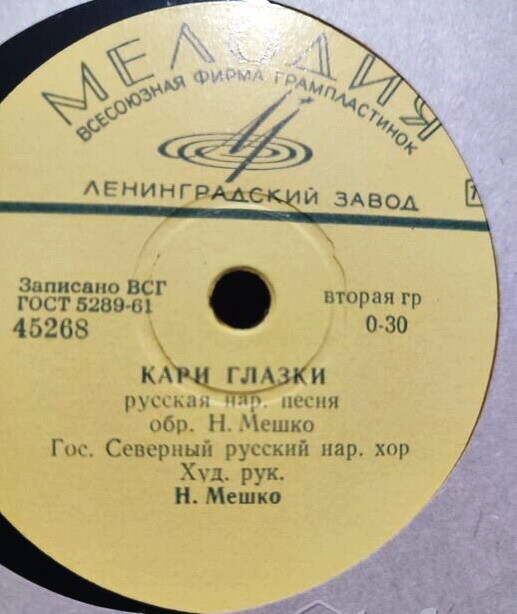 МЕЛОДИЯ
ВСЕСОЮЗНАЯ ФИРМА ГРАМПЛАСТИНОК
ЛЕНИНГРАДСКИЙ ЗАВОД
Записано ВСГ
ГОСТ 5289-61
45268
вторая гр
0-30
КАРИ ГЛАЗКИ
русская нар. песня
обр. Н. Мешко
Гос. Северный русский нар. хор
Худ. рук.
Н. Мешко